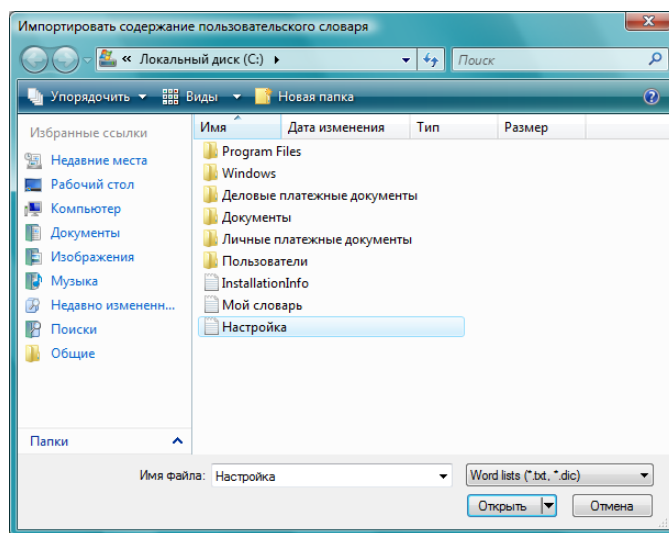 Импортировать содержание пользовательского словаря
« Локальный диск (C:)
Поиск
Упорядочить Виды Новая папка
Избранные ссылки
Недавние места
Рабочий стол
Компьютер
Документы
Изображения
Музыка
Недавно измененн...
Поиски
Общие
Папки
Имя Дата изменения Тип Размер
Program Files
Windows
Деловые платежные документы
Документы
Личные платежные документы
Пользователи
InstallationInfo
Мой словарь
Настройка
Имя файла: Настройка
Word lists (*.txt, *.dic)
Открыть Отмена